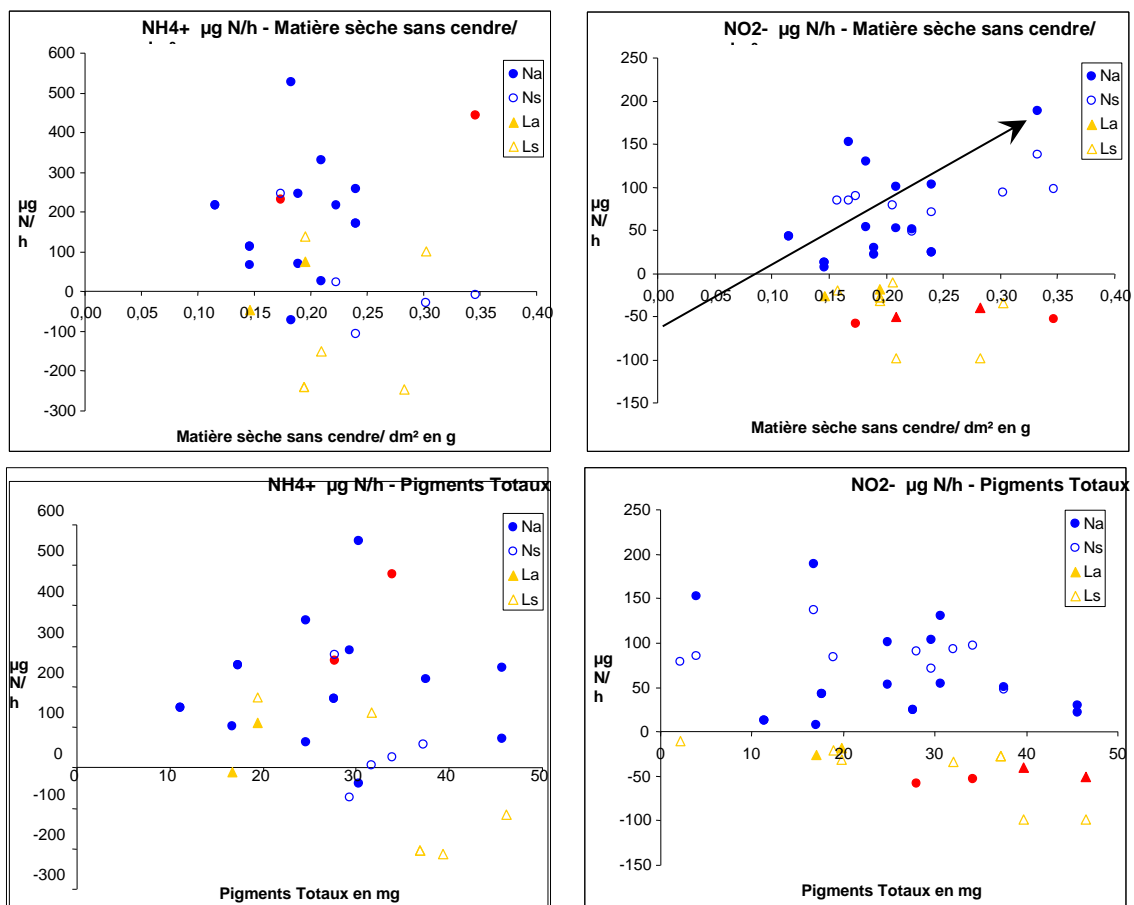 NH4+ µg N/h - Matière sèche sans cendre/
600
500
400
300
200
100
0
-100
-200
-300
µg
N/
h
0,00
0,05
0,10
0,15
0,20
0,25
0,30
0,35
0,40
Na
Ns
La
Ls
Matière sèche sans cendre/ dm² en g
NO2- µg N/h - Matière sèche sans cendre/
250
200
150
100
50
0
-50
-100
-150
µg
N/
h
0,00
0,05
0,10
0,15
0,20
0,25
0,30
0,35
0,40
Na
Ns
La
Ls
Matière sèche sans cendre/ dm² en g
NH4+ µg N/h - Pigments Totaux
600
500
400
300
200
100
0
-100
-200
-300
µg
N/
h
0
10
20
30
40
50
Na
Ns
La
Ls
Pigments Totaux en mg
NO2- µg N/h - Pigments Totaux
250
200
150
100
50
0
-50
-100
-150
µg
N/
h
0
10
20
30
40
50
Na
Ns
La
Ls
Pigments Totaux en mg